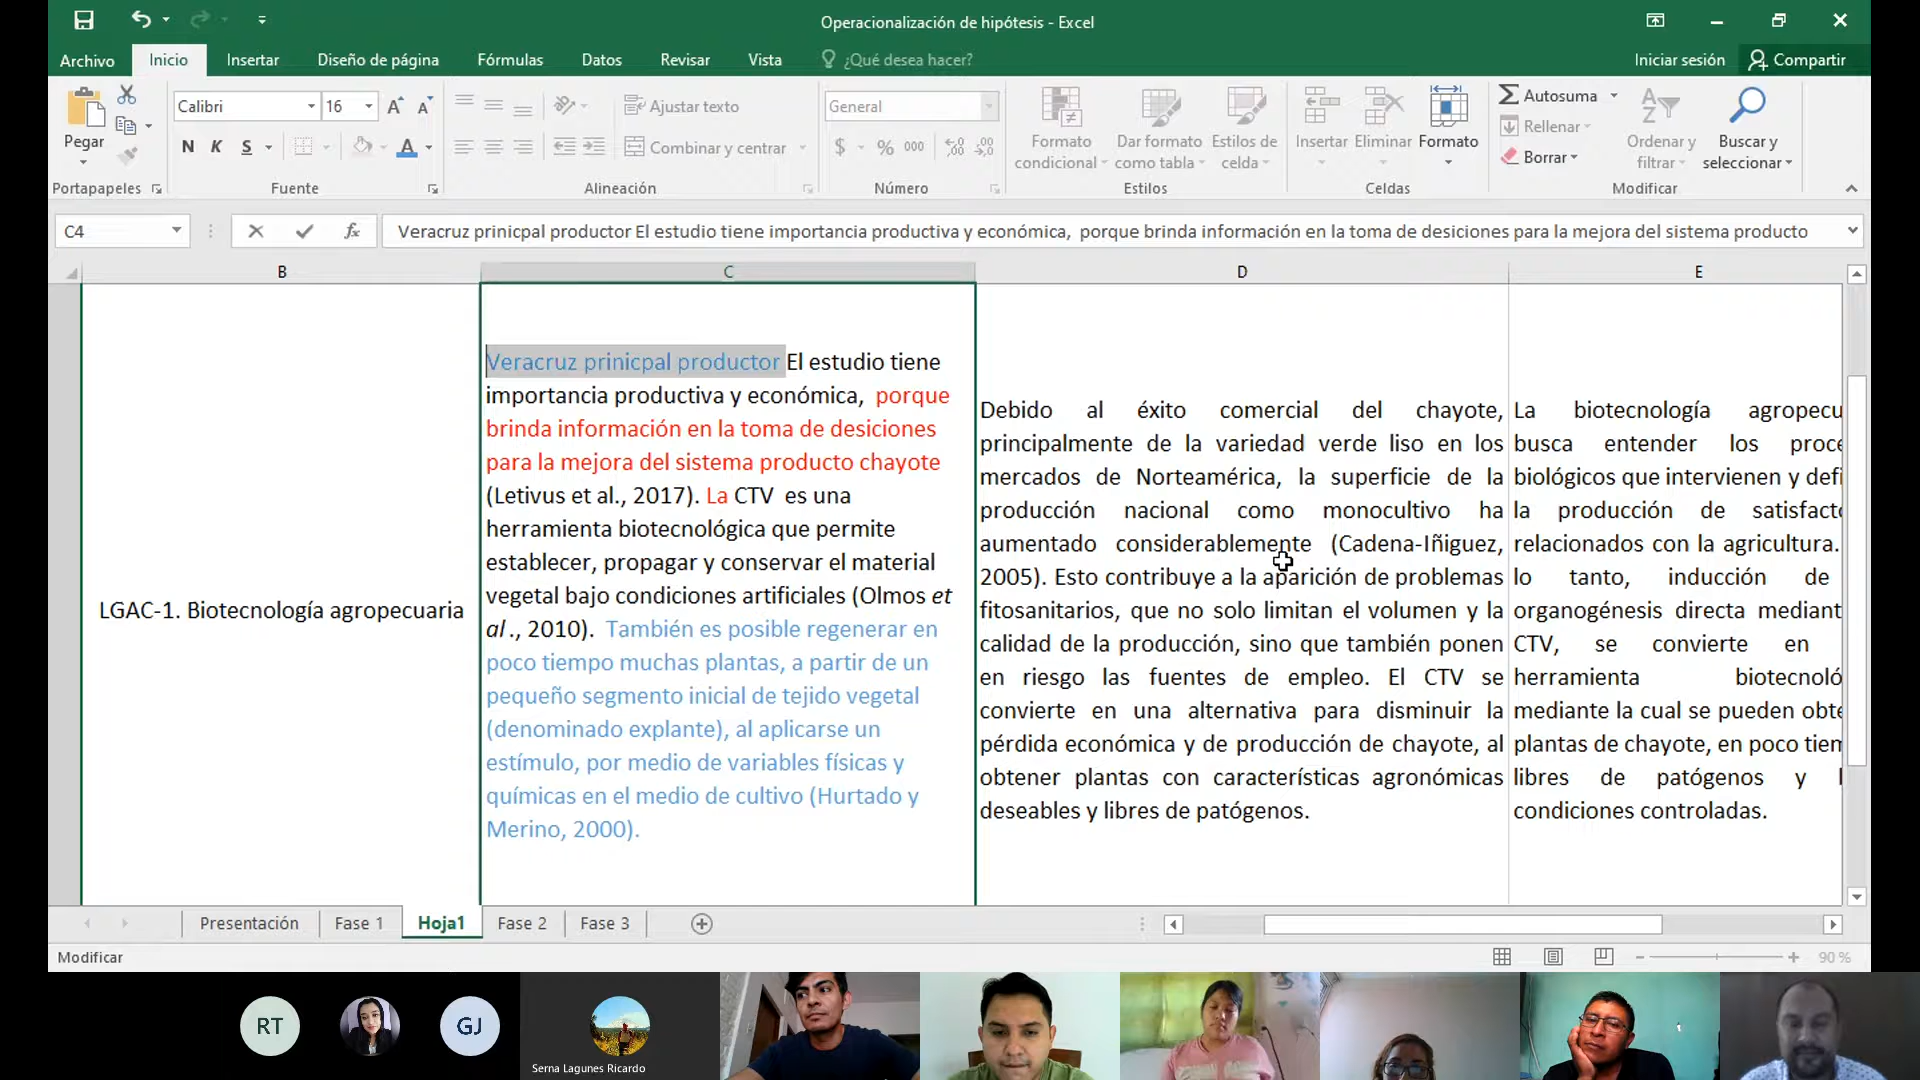 Operacionalización de hipótesis - Excel
Archivo Inicio Insertar Diseño de página Fórmulas Datos Revisar Vista ¿Qué desea hacer? Iniciar sesión Compartir
Pegar
Portapapeles
Calibri 16
N K S
Fuente
Ajustar texto
Combinar y centrar
Alineación
General
$ % 000
Número
Formato condicional
Dar formato como tabla
Estilos de celda
Estilos
Insertar Eliminar Formato
Celdas
Autosuma
Rellenar
Borrar
Ordenar y filtrar
Buscar y seleccionar
Modificar
C4
fx
Veracruz prinicpal productor El estudio tiene importancia productiva y económica, porque brinda información en la toma de desiciones para la mejora del sistema producto
B C D E
LGAC-1. Biotecnología agropecuaria
Veracruz prinicpal productor El estudio tiene
importancia productiva y económica, porque
brinda información en la toma de desiciones
para la mejora del sistema producto chayote
(Letivus et al., 2017). La CTV es una
herramienta biotecnológica que permite
establecer, propagar y conservar el material
vegetal bajo condiciones artificiales (Olmos et
al ., 2010). También es posible regenerar en
poco tiempo muchas plantas, a partir de un
pequeño segmento inicial de tejido vegetal
(denominado explante), al aplicarse un
estímulo, por medio de variables físicas y
químicas en el medio de cultivo (Hurtado y
Merino, 2000).
Debido al éxito comercial del chayote,
principalmente de la variedad verde liso en los
mercados de Norteamérica, la superficie de la
producción nacional como monocultivo ha
aumentado considerablemente (Cadena-Iñiguez,
2005). Esto contribuye a la aparición de problemas
fitosanitarios, que no solo limitan el volumen y la
calidad de la producción, sino que también ponen
en riesgo las fuentes de empleo. El CTV se
convierte en una alternativa para disminuir la
pérdida económica y de producción de chayote, al
obtener plantas con características agronómicas
deseables y libres de patógenos.
La biotecnología agropecu
busca entender los proce
biológicos que intervienen y defi
la producción de satisfacto
relacionados con la agricultura.
lo tanto, inducción de
organogénesis directa mediant
CTV, se convierte en
herramienta biotecnoló
mediante la cual se pueden obte
plantas de chayote, en poco tiem
libres de patógenos y
condiciones controladas.
Presentación Fase 1 Hoja1 Fase 2 Fase 3
Modificar
90 %
RT
GJ
Serna Lagunes Ricardo